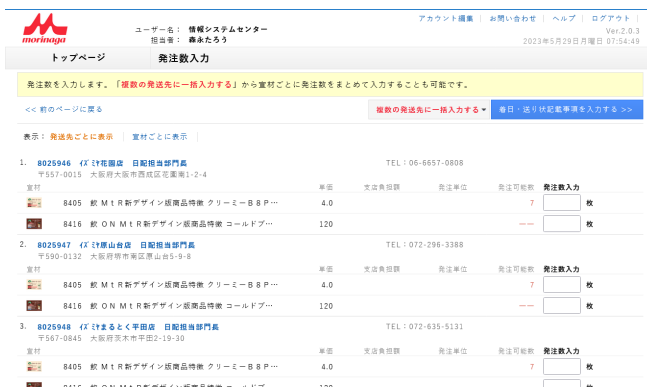 アカウント編集 | お問い合わせ | ヘルプ | ログアウト |
morinaga
ユーザー名： 情報システムセンター
担当者： 森永たろう
Ver.2.0.3
2023年5月29日月曜日 07:54:49
トップページ 発注数入力
発注数を入力します。「複数の発送先に一括入力する」から宣材ごとに発注数をまとめて入力することも可能です。
<< 前のページに戻る 複数の発送先に一括入力する 着日・送り状記載事項を入力する >>
表示： 発送先ごとに表示 | 宣材ごとに表示 |
1. 8025946 ｲｽﾞﾐﾔ花園店 日配担当部門長 TEL：06-6657-0808
〒557-0015 大阪府大阪市西成区花園南1-2-4
宣材 単価 支店負担額 発注単位 発注可能数 発注数入力
8405 飲 ＭｔＲ新デザイン版商品特徴 クリーミーＢ８Ｐ… 4.0 7 枚
8416 飲 ＯＮ ＭｔＲ新デザイン版商品特徴 コールドブ… 120 －－ 枚
2. 8025947 ｲｽﾞﾐﾔ原山台店 日配担当部門長 TEL：072-296-3388
〒590-0132 大阪府堺市南区原山台5-9-8
宣材 単価 支店負担額 発注単位 発注可能数 発注数入力
8405 飲 ＭｔＲ新デザイン版商品特徴 クリーミーＢ８Ｐ… 4.0 7 枚
8416 飲 ＯＮ ＭｔＲ新デザイン版商品特徴 コールドブ… 120 －－ 枚
3. 8025948 ｲｽﾞﾐﾔまるとく平田店 日配担当部門長 TEL：072-635-5131
〒567-0845 大阪府茨木市平田2-19-30
宣材 単価 支店負担額 発注単位 発注可能数 発注数入力
8405 飲 ＭｔＲ新デザイン版商品特徴 クリーミーＢ８Ｐ… 4.0 7 枚